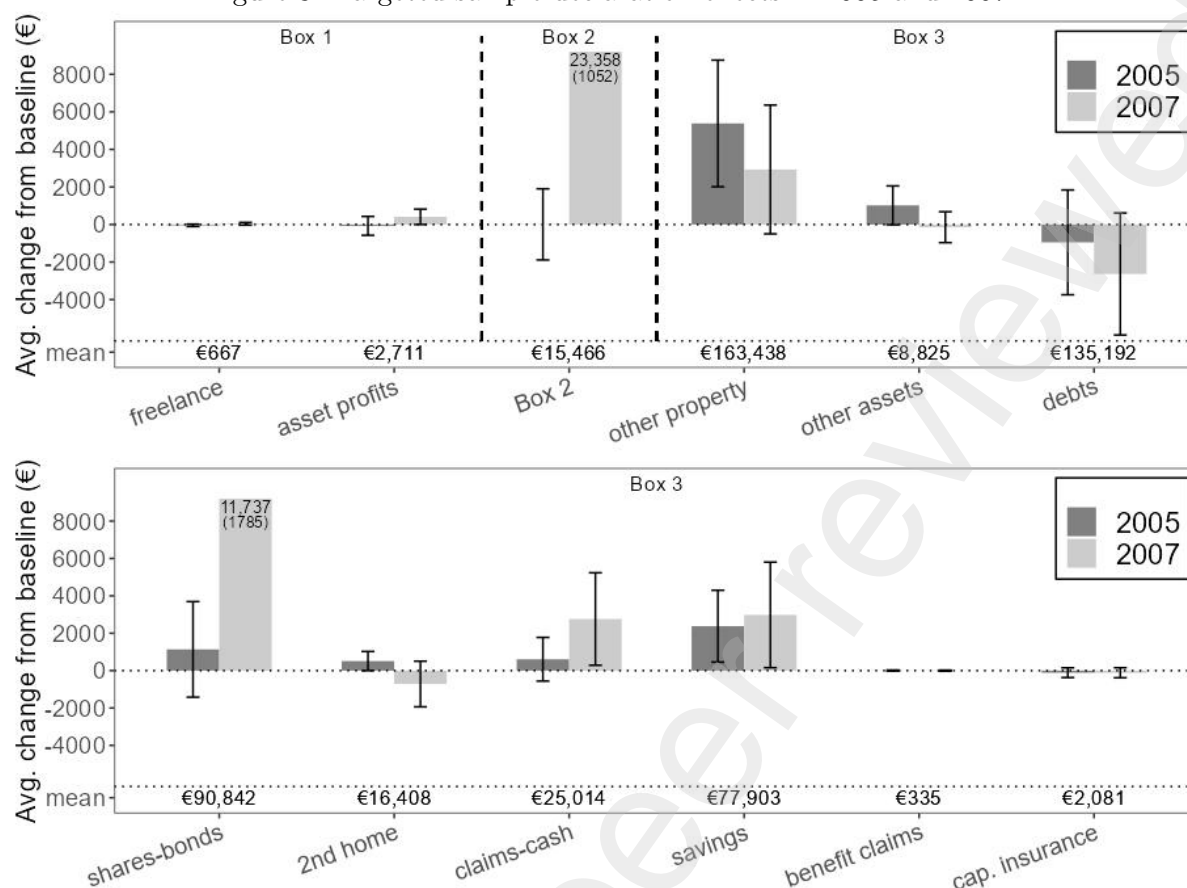 Box 1 Box 2 Box 3
2005
2007
Avg. change from baseline (€)
8000
6000
4000
2000
0
-2000
-4000
mean
23,358
(1052)
€667 €2,711 €15,466 €163,438 €8,825 €135,192
freelance asset profits Box 2 other property other assets debts
Box 3
2005
2007
Avg. change from baseline (€)
8000
6000
4000
2000
0
-2000
-4000
mean
11,737
(1785)
€90,842 €16,408 €25,014 €77,903 €335 €2,081
shares-bonds 2nd home claims-cash savings benefit claims cap. insurance
peer reviewed